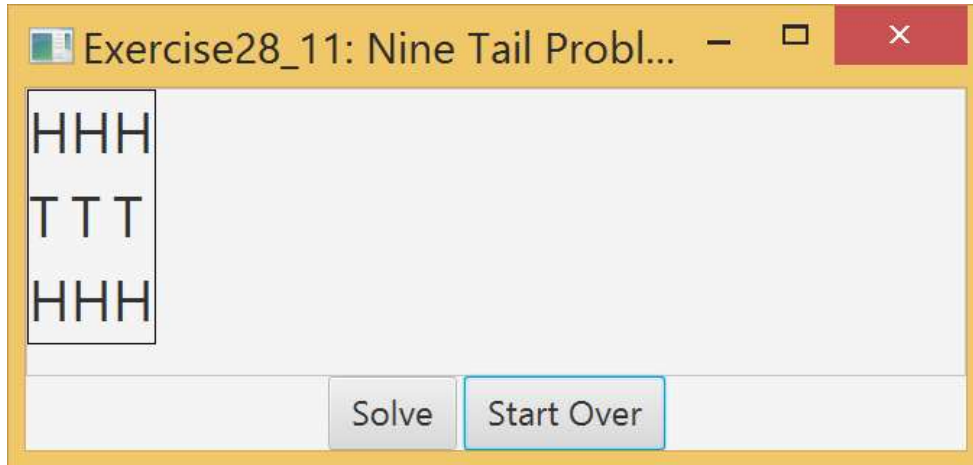 Exercise28_11: Nine Tail Probl...
HHH
T T T
HHH
Solve Start Over